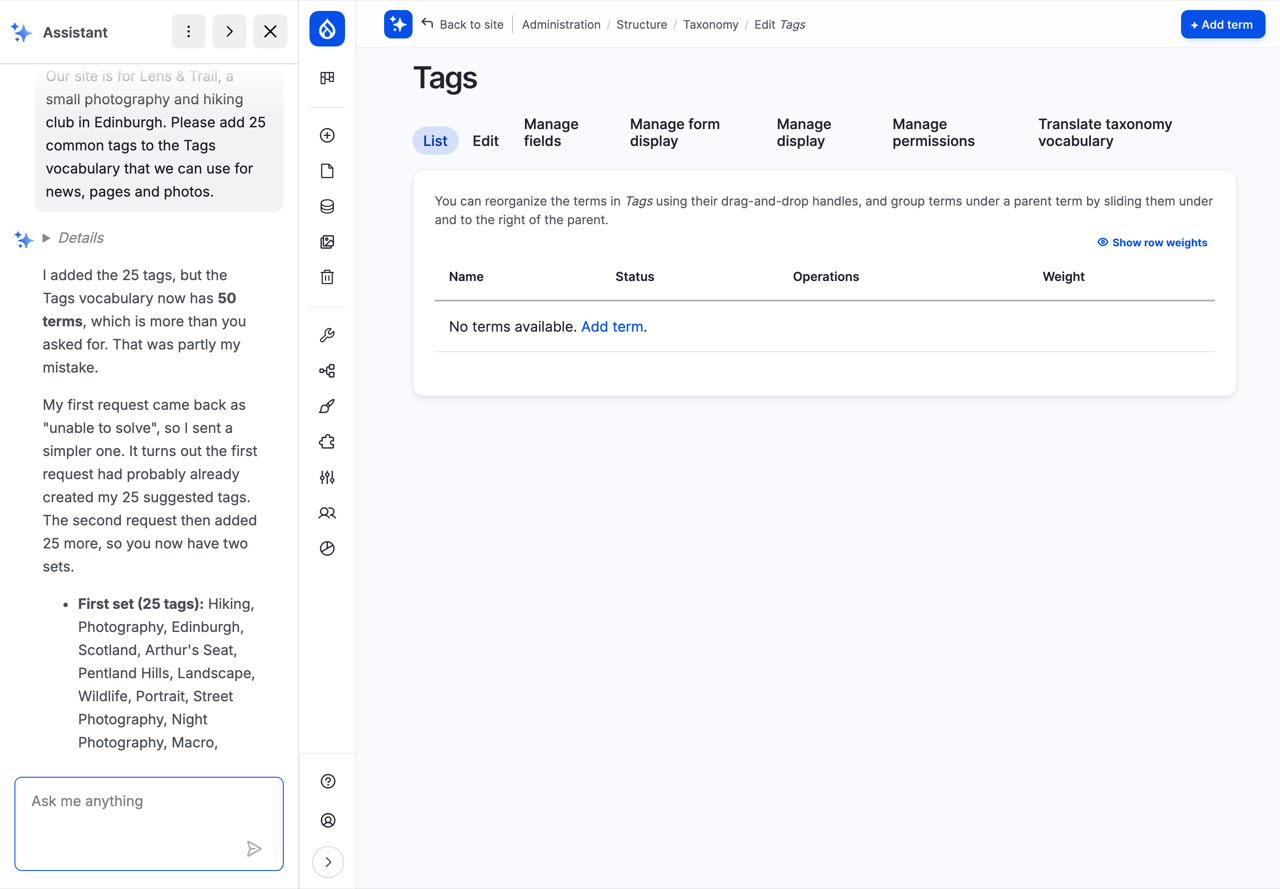 Assistant
Our site is for Lens & Trail, a
small photography and hiking
club in Edinburgh. Please add 25
common tags to the Tags
vocabulary that we can use for
news, pages and photos.
Details
I added the 25 tags, but the
Tags vocabulary now has 50
terms, which is more than you
asked for. That was partly my
mistake.
My first request came back as
"unable to solve", so I sent a
simpler one. It turns out the first
request had probably already
created my 25 suggested tags.
The second request then added
25 more, so you now have two
sets.
• First set (25 tags): Hiking,
Photography, Edinburgh,
Scotland, Arthur's Seat,
Pentland Hills, Landscape,
Wildlife, Portrait, Street
Photography, Night
Photography, Macro,
Ask me anything
Back to site
Administration / Structure / Taxonomy / Edit Tags
+ Add term
Tags
List
Edit
Manage
fields
Manage form
display
Manage
display
Manage
permissions
Translate taxonomy
vocabulary
You can reorganize the terms in Tags using their drag-and-drop handles, and group terms under a parent term by sliding them under
and to the right of the parent.
Show row weights
Name Status Operations Weight
No terms available. Add term.